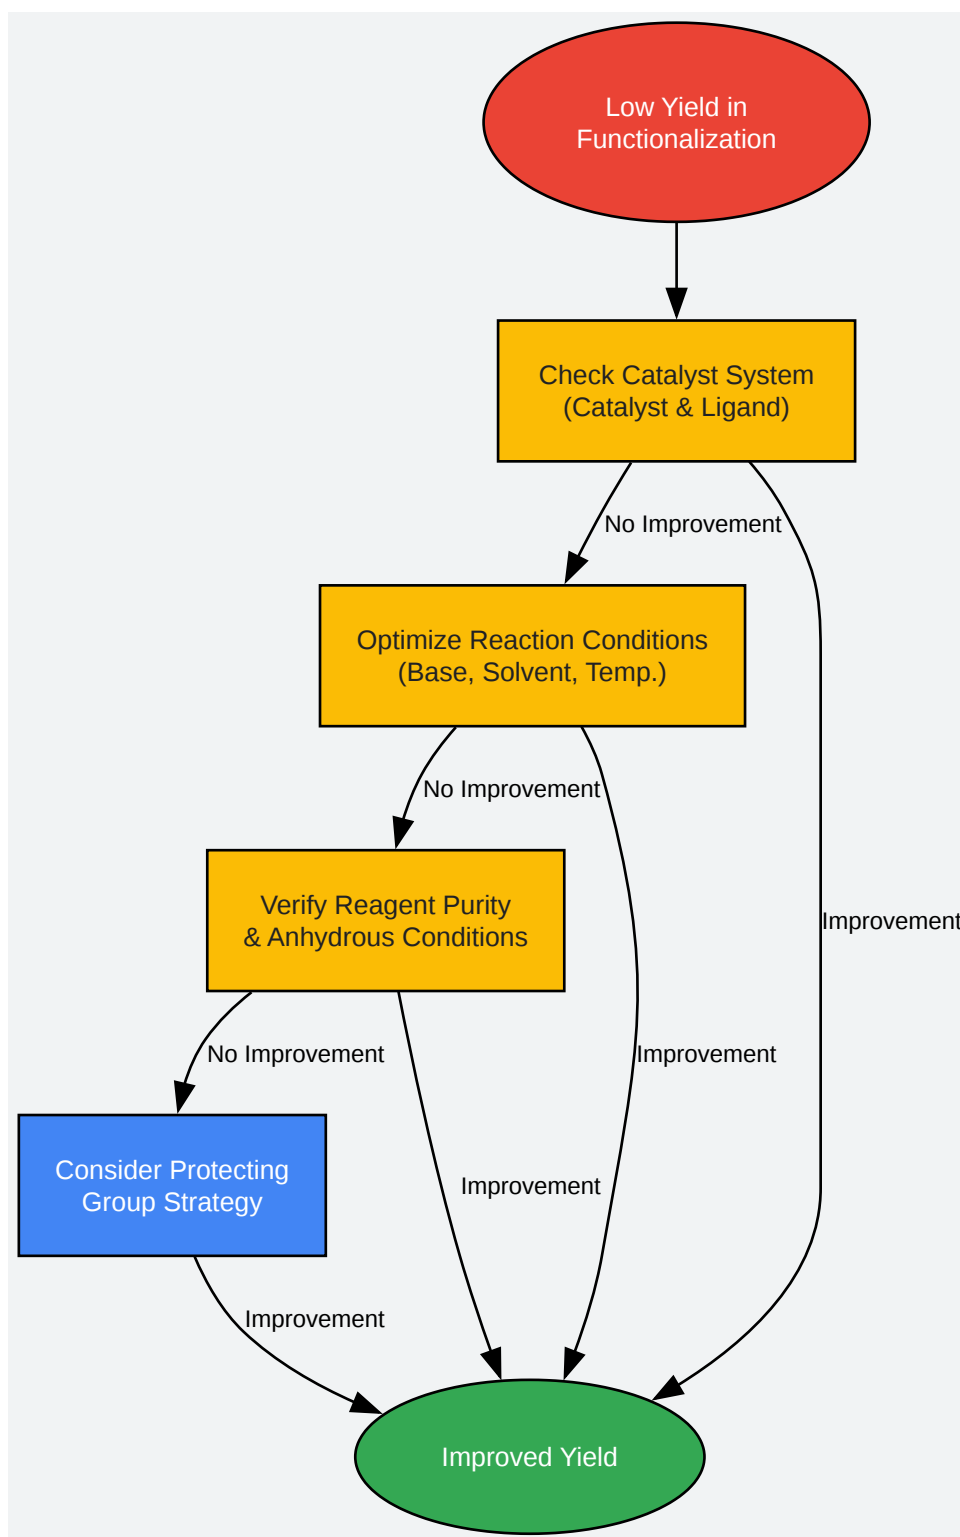 Low Yield in
Functionalization
Check Catalyst System
(Catalyst & Ligand)
No Improvement
Optimize Reaction Conditions
(Base, Solvent, Temp.)
No Improvement
Verify Reagent Purity
& Anhydrous Conditions
Improvement
No Improvement
Improvement
Consider Protecting
Group Strategy
Improvement
Improvement
Improved Yield